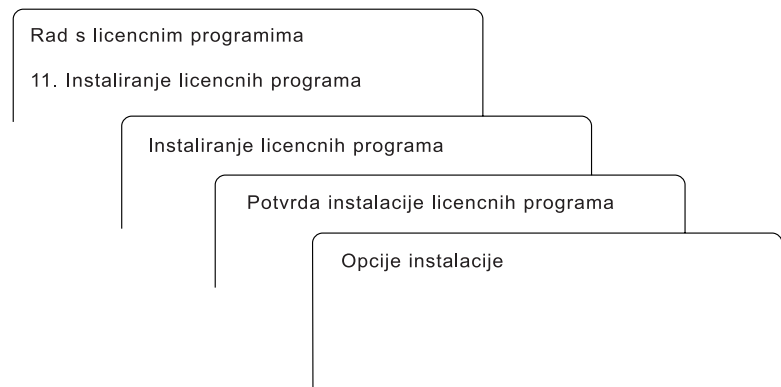 Rad s licencnim programima
11. Instaliranje licencnih programa
Instaliranje licencnih programa
Potvrda instalacije licencnih programa
Opcije instalacije